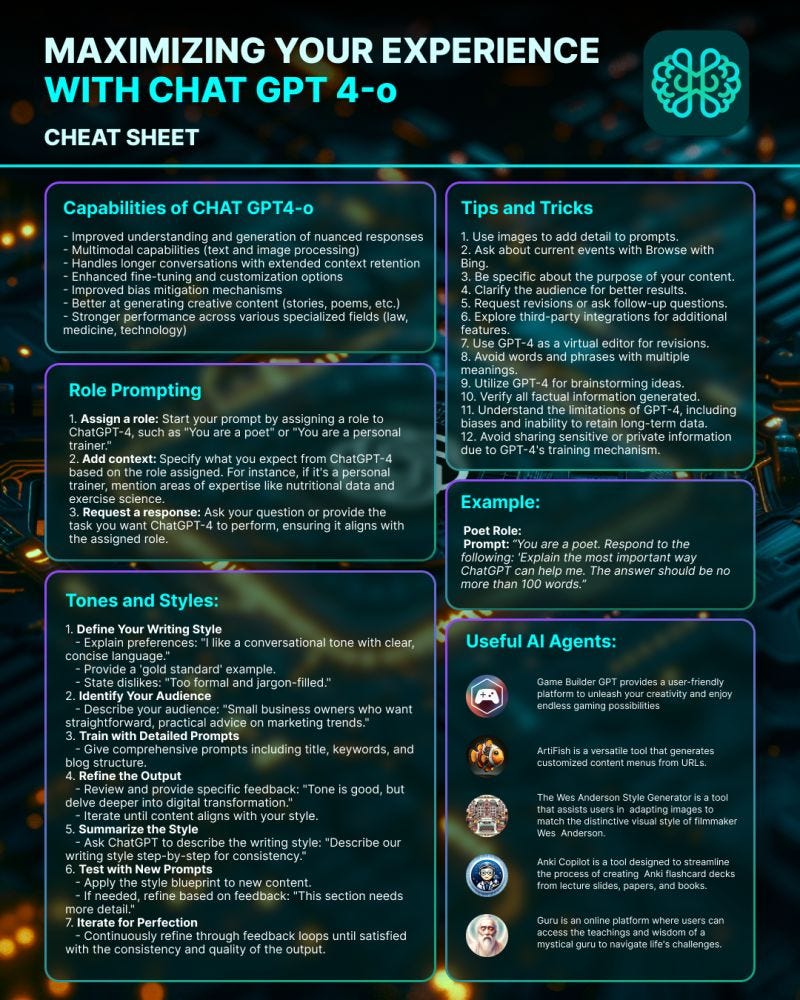 MAXIMIZING YOUR EXPERIENCE
WITH CHAT GPT 4-o
CHEAT SHEET
Capabilities of CHAT GPT4-o
- Improved understanding and generation of nuanced responses
- Multimodal capabilities (text and image processing)
- Handles longer conversations with extended context retention
- Enhanced fine-tuning and customization options
- Improved bias mitigation mechanisms
- Better at generating creative content (stories, poems, etc.)
- Stronger performance across various specialized fields (law,
medicine, technology)
Role Prompting
1. Assign a role: Start your prompt by assigning a role to
ChatGPT-4, such as "You are a poet" or "You are a personal
trainer."
2. Add context: Specify what you expect from ChatGPT-4
based on the role assigned. For instance, if it's a personal
trainer, mention areas of expertise like nutritional data and
exercise science.
3. Request a response: Ask your question or provide the
task you want ChatGPT-4 to perform, ensuring it aligns with
the assigned role.
Tones and Styles:
1. Define Your Writing Style
- Explain preferences: "I like a conversational tone with clear,
concise language."
- Provide a 'gold standard' example.
- State dislikes: "Too formal and jargon-filled."
2. Identify Your Audience
- Describe your audience: "Small business owners who want
straightforward, practical advice on marketing trends."
3. Train with Detailed Prompts
- Give comprehensive prompts including title, keywords, and
blog structure.
4. Refine the Output
- Review and provide specific feedback: "Tone is good, but
delve deeper into digital transformation."
- Iterate until content aligns with your style.
5. Summarize the Style
- Ask ChatGPT to describe the writing style: "Describe our
writing style step-by-step for consistency."
6. Test with New Prompts
- Apply the style blueprint to new content.
- If needed, refine based on feedback: "This section needs
more detail."
7. Iterate for Perfection
- Continuously refine through feedback loops until satisfied
with the consistency and quality of the output.
Tips and Tricks
1. Use images to add detail to prompts.
2. Ask about current events with Browse with
Bing.
3. Be specific about the purpose of your content.
4. Clarify the audience for better results.
5. Request revisions or ask follow-up questions.
6. Explore third-party integrations for additional
features.
7. Use GPT-4 as a virtual editor for revisions.
8. Avoid words and phrases with multiple
meanings.
9. Utilize GPT-4 for brainstorming ideas.
10. Verify all factual information generated.
11. Understand the limitations of GPT-4, including
biases and inability to retain long-term data.
12. Avoid sharing sensitive or private information
due to GPT-4's training mechanism.
Example:
Poet Role:
Prompt: “You are a poet. Respond to the
following: 'Explain the most important way
ChatGPT can help me. The answer should be no
more than 100 words.”
Useful AI Agents:
Game Builder GPT provides a user-friendly
platform to unleash your creativity and enjoy
endless gaming possibilities
ArtiFish is a versatile tool that generates
customized content menus from URLs.
The Wes Anderson Style Generator is a tool
that assists users in adapting images to
match the distinctive visual style of filmmaker
Wes Anderson.
Anki Copilot is a tool designed to streamline
the process of creating Anki flashcard decks
from lecture slides, papers, and books.
Guru is an online platform where users can
access the teachings and wisdom of a
mystical guru to navigate life's challenges.